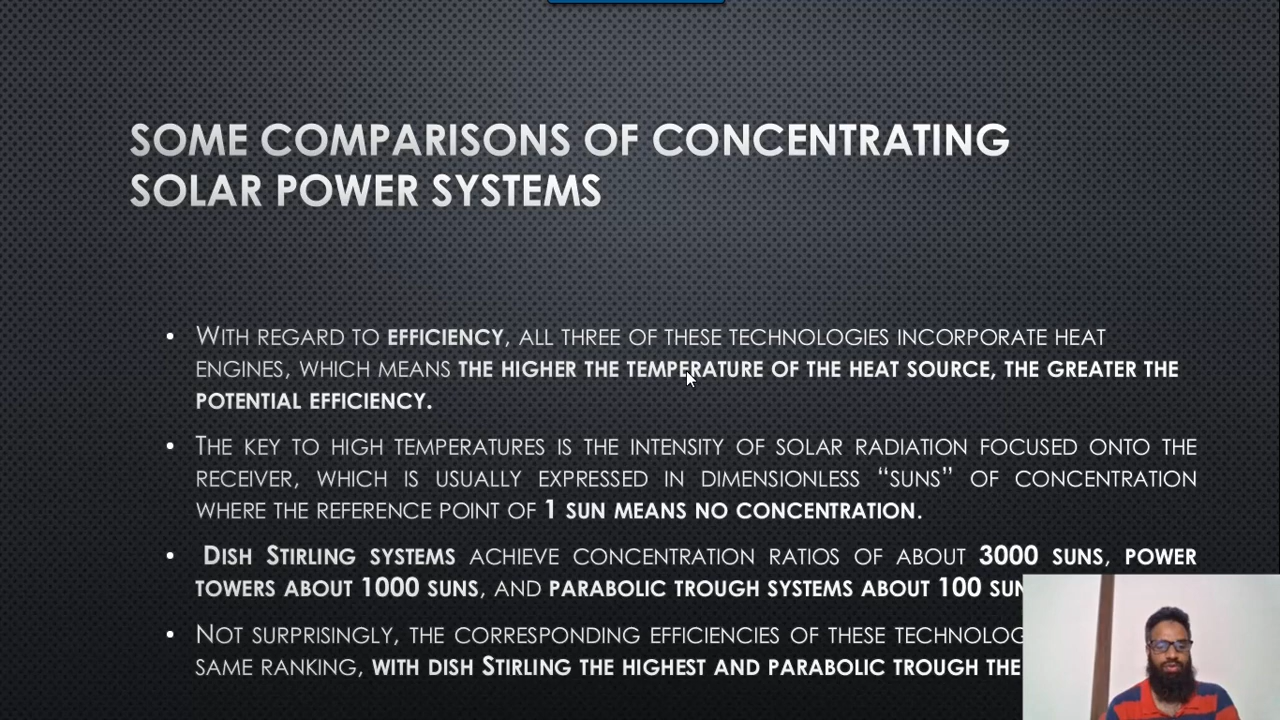 SOME COMPARISONS OF CONCENTRATING
SOLAR POWER SYSTEMS
• WITH REGARD TO EFFICIENCY, ALL THREE OF THESE TECHNOLOGIES INCORPORATE HEAT
ENGINES, WHICH MEANS THE HIGHER THE TEMPERATURE OF THE HEAT SOURCE, THE GREATER THE
POTENTIAL EFFICIENCY.
• THE KEY TO HIGH TEMPERATURES IS THE INTENSITY OF SOLAR RADIATION FOCUSED ONTO THE
RECEIVER, WHICH IS USUALLY EXPRESSED IN DIMENSIONLESS “SUNS” OF CONCENTRATION
WHERE THE REFERENCE POINT OF 1 SUN MEANS NO CONCENTRATION.
• DISH STIRLING SYSTEMS ACHIEVE CONCENTRATION RATIOS OF ABOUT 3000 SUNS, POWER
TOWERS ABOUT 1000 SUNS, AND PARABOLIC TROUGH SYSTEMS ABOUT 100
• NOT SURPRISINGLY, THE CORRESPONDING EFFICIENCIES OF THESE
SAME RANKING, WITH DISH STIRLING THE HIGHEST AND PARABOLIC TROUGH THE